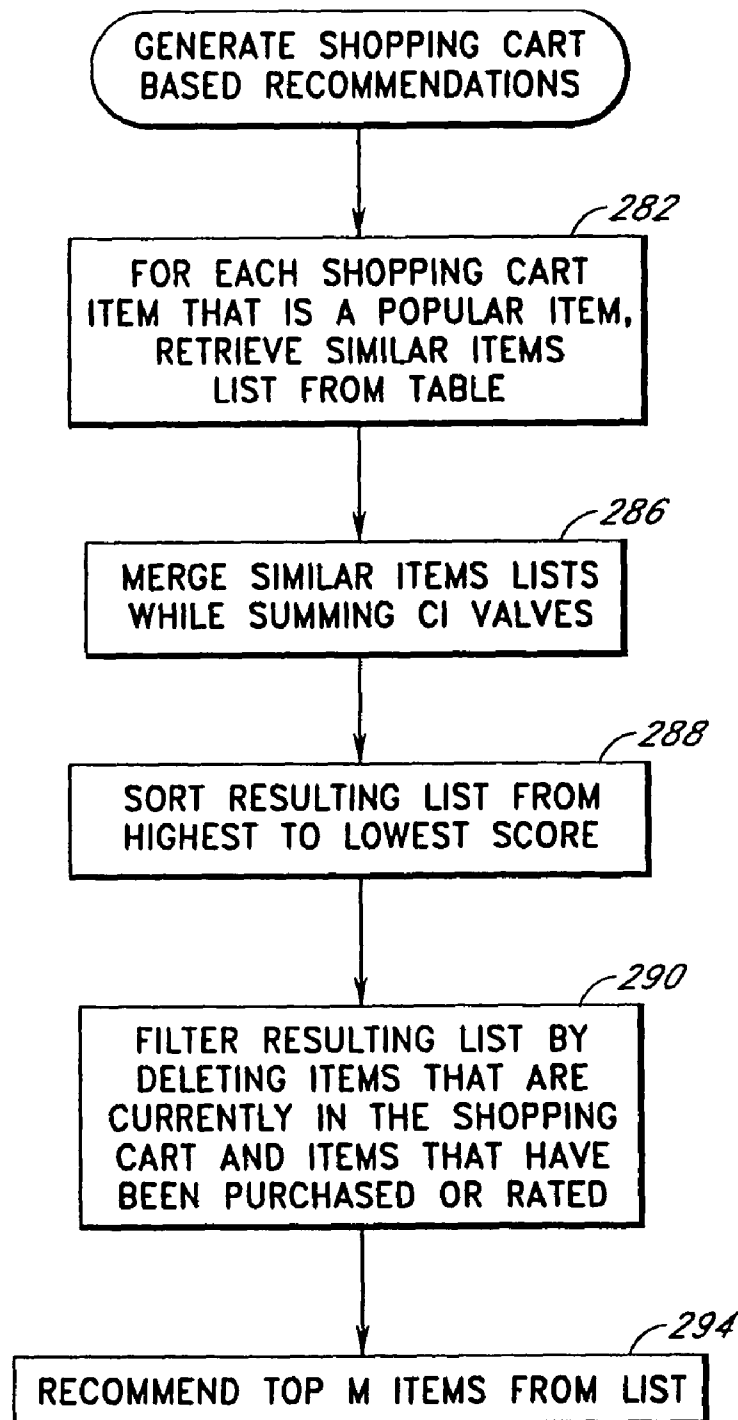 GENERATE SHOPPING CART
BASED RECOMMENDATIONS
282
FOR EACH SHOPPING CART
ITEM THAT IS A POPULAR ITEM,
RETRIEVE SIMILAR ITEMS
LIST FROM TABLE
286
MERGE SIMILAR ITEMS LISTS
WHILE SUMMING CI VALVES
288
SORT RESULTING LIST FROM
HIGHEST TO LOWEST SCORE
290
FILTER RESULTING LIST BY
DELETING ITEMS THAT ARE
CURRENTLY IN THE SHOPPING
CART AND ITEMS THAT HAVE
BEEN PURCHASED OR RATED
294
RECOMMEND TOP M ITEMS FROM LIST